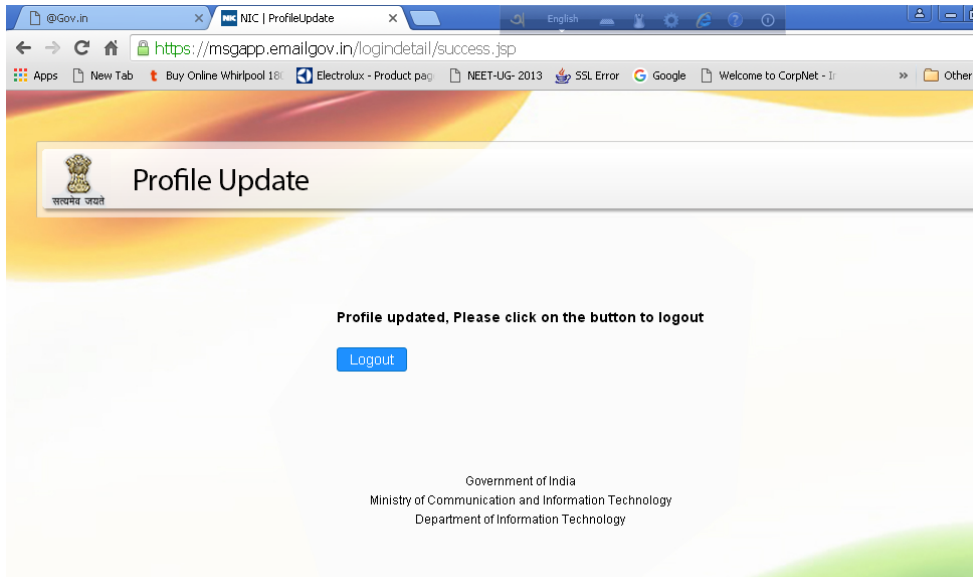 @Gov.in
NIC | ProfileUpdate
अ English
https://msgapp.emailgov.in/logindetail/success.jsp
Apps New Tab Buy Online Whirlpool 180 Electrolux - Product pag NEET-UG- 2013 SSL Error Google Welcome to CorpNet - In » Other
सत्यमेव जयते
Profile Update
Profile updated, Please click on the button to logout
Logout
Government of India
Ministry of Communication and Information Technology
Department of Information Technology